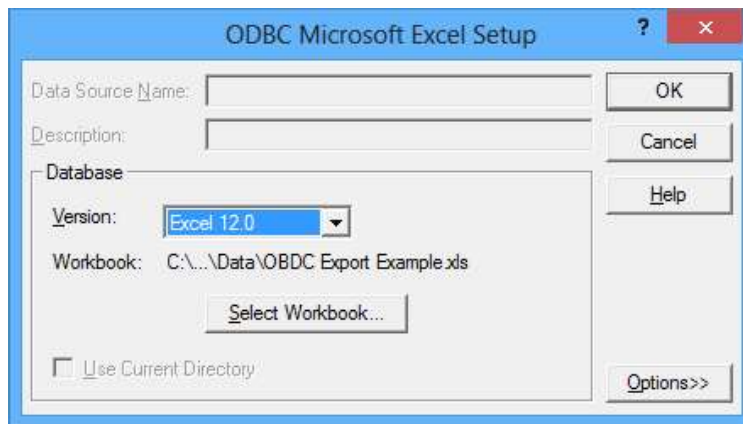 ODBC Microsoft Excel Setup
?
×
Data Source Name:
OK
Description:
Cancel
Database
Help
Version:
Excel 12.0
Workbook: C:\...\Data\OBDC Export Example.xls
Select Workbook...
Use Current Directory
Options>>